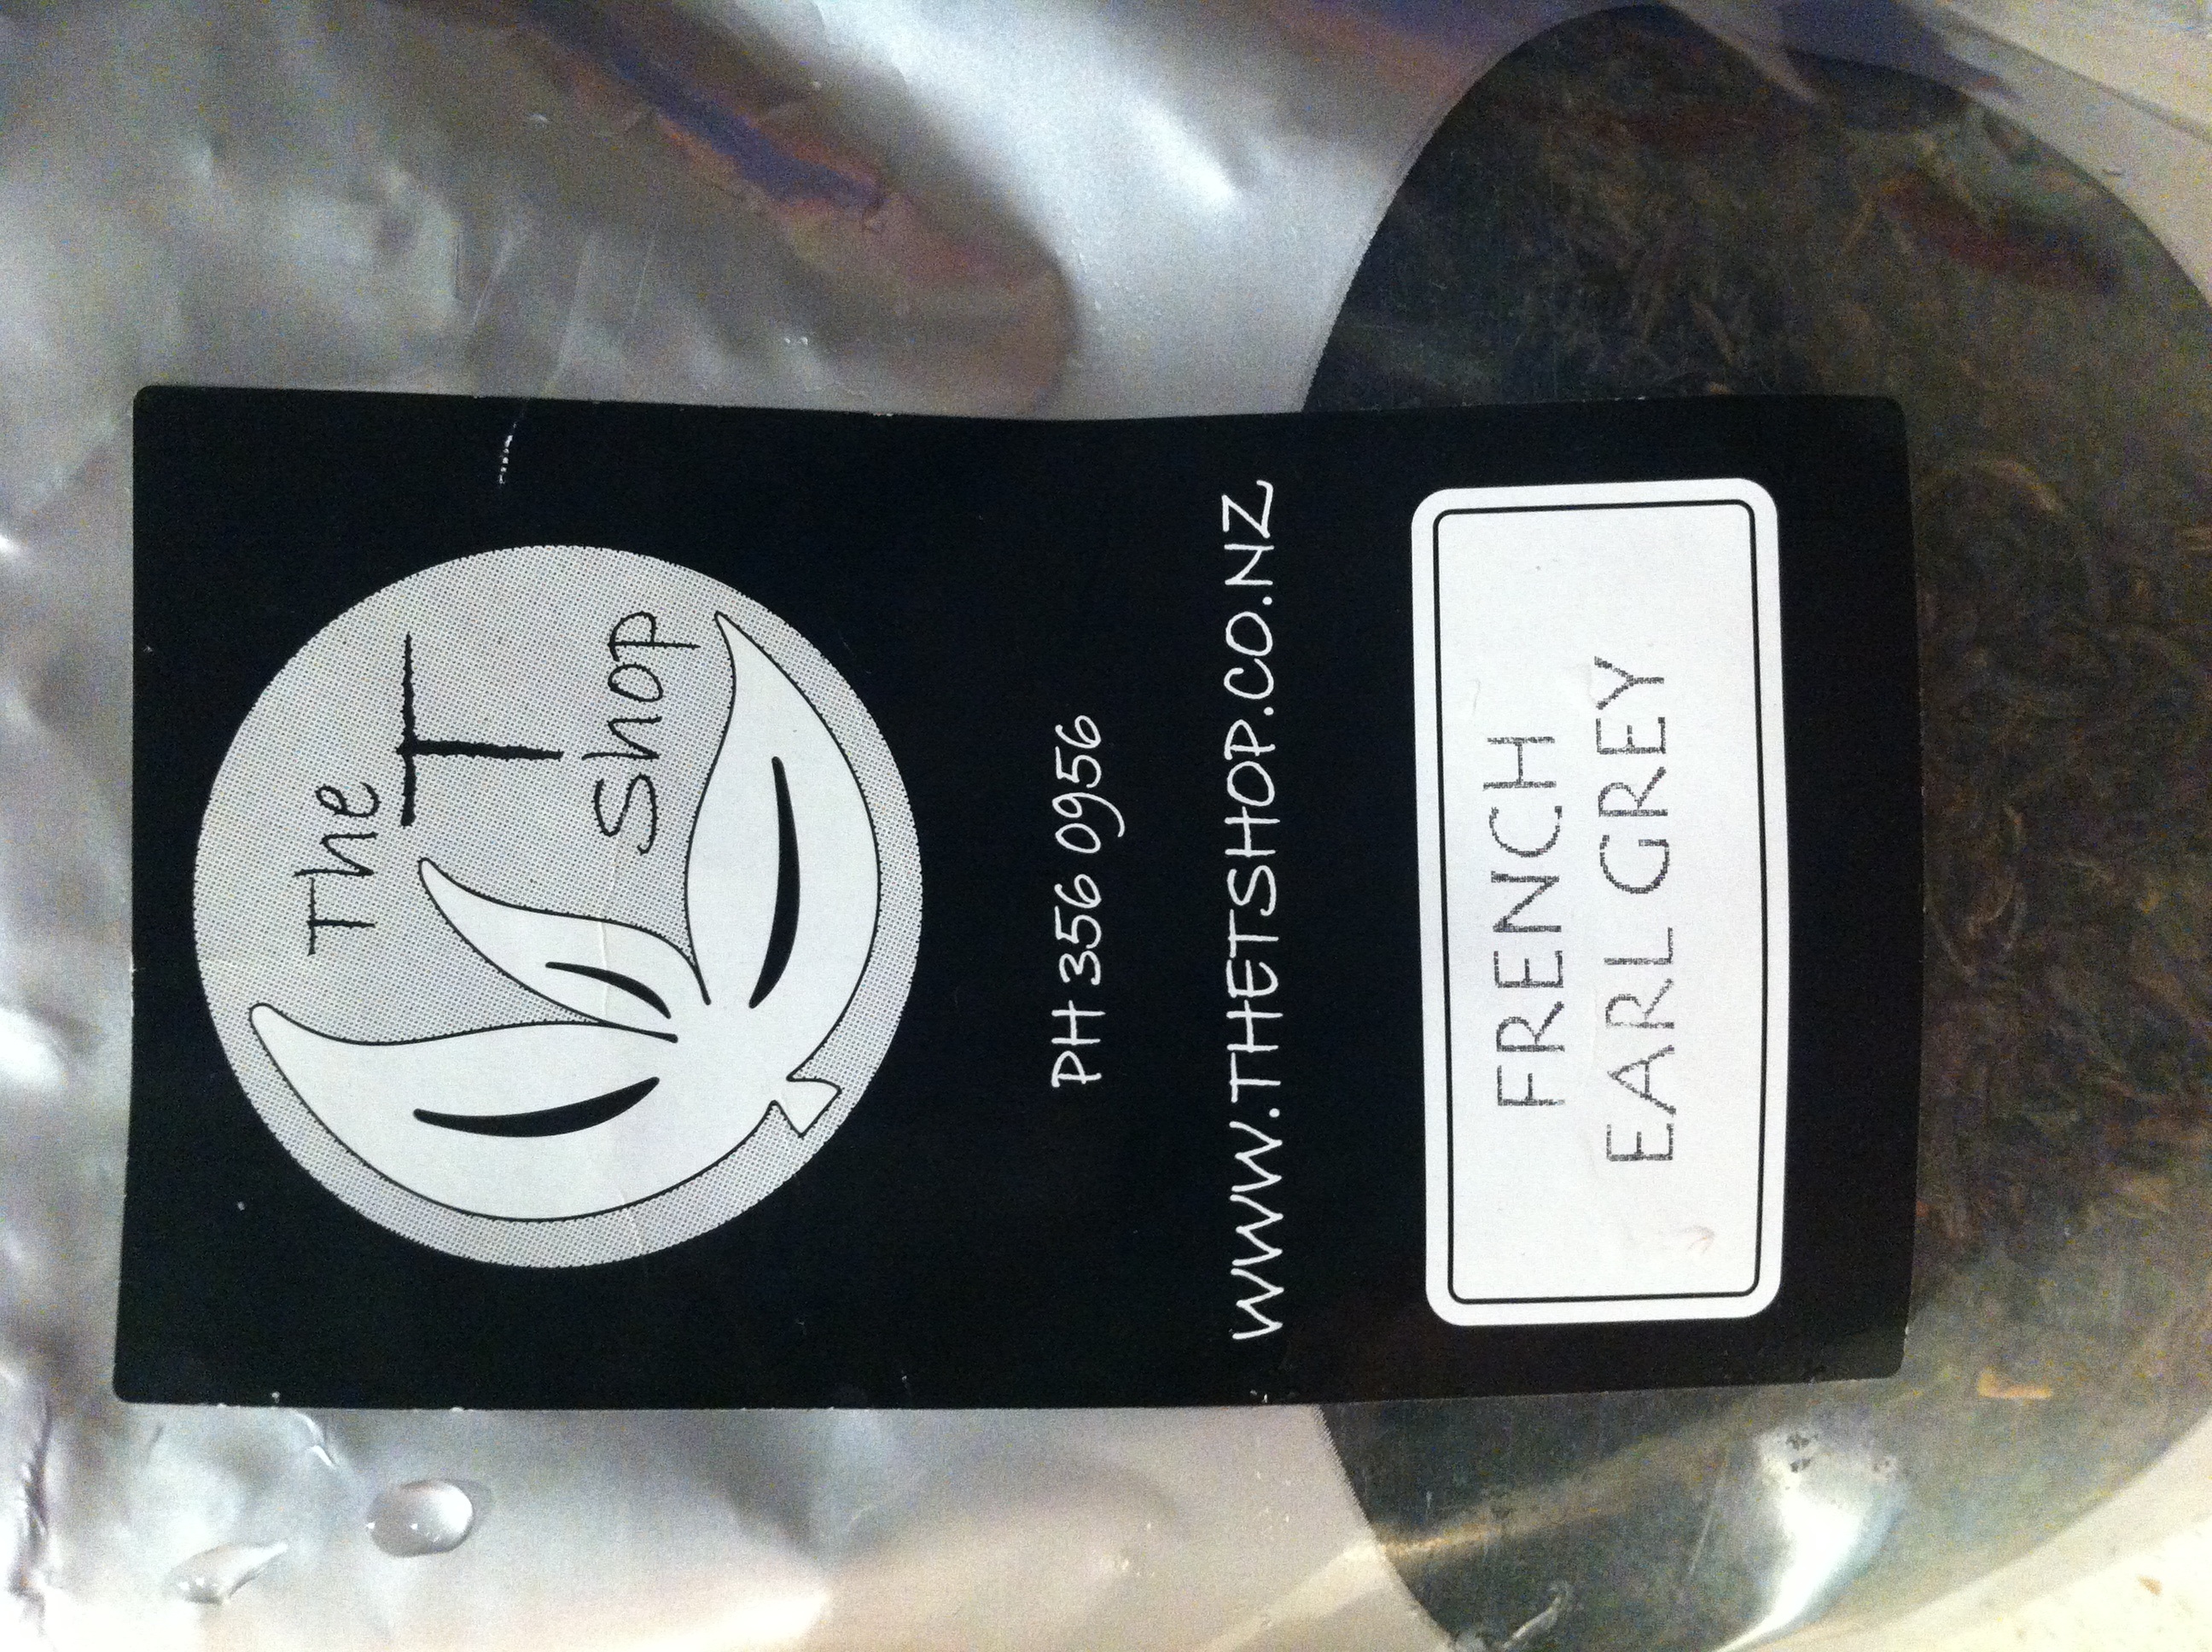 The
T
Shop
PH 356 0956
WWW.THETSHOP.CO.NZ
FRENCH
EARL GREY